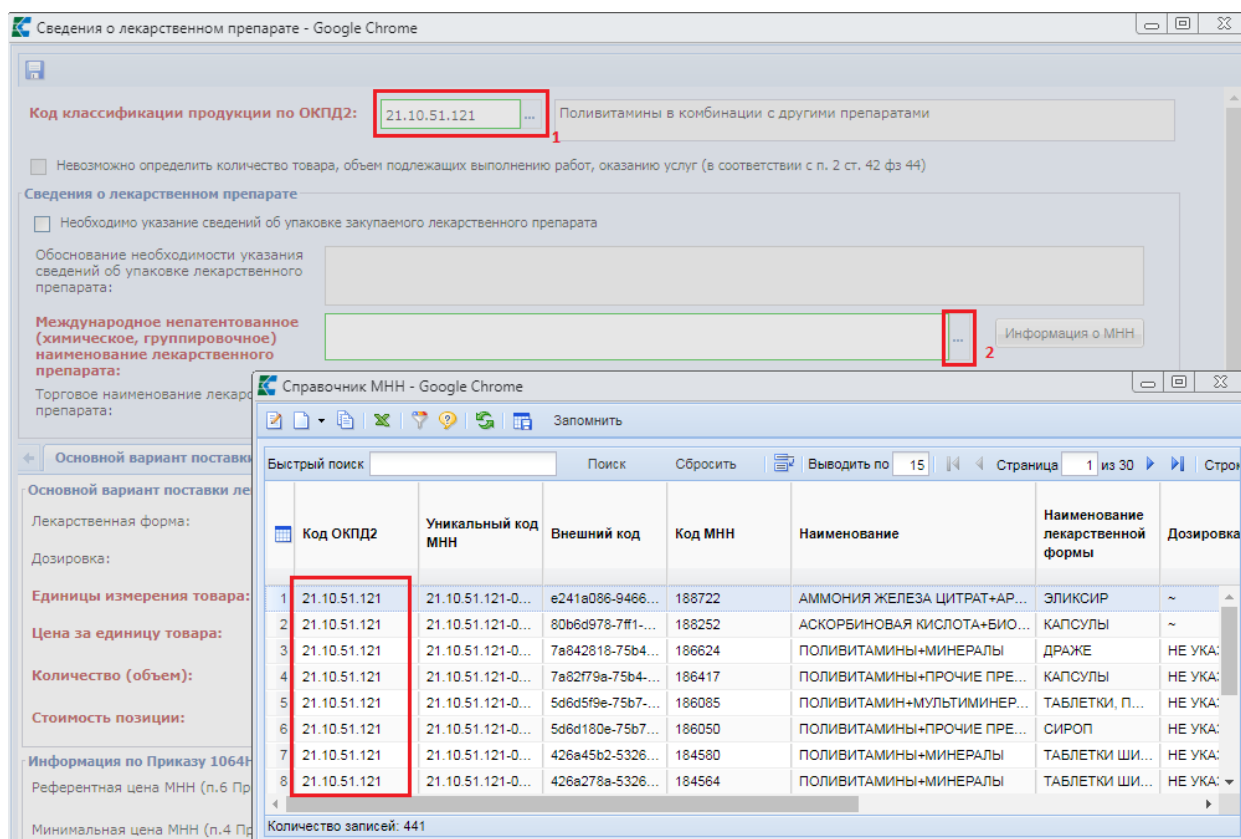 Сведения о лекарственном препарате - Google Chrome
Код классификации продукции по ОКПД2: 21.10.51.121 ... Поливитамины в комбинации с другими препаратами
1
Невозможно определить количество товара, объем подлежащих выполнению работ, оказанию услуг (в соответствии с п. 2 ст. 42 фз 44)
Сведения о лекарственном препарате
Необходимо указание сведений об упаковке закупаемого лекарственного препарата
Обоснование необходимости указания
сведений об упаковке лекарственного
препарата:
Международное непатентованное
(химическое, группировочное)
наименование лекарственного
препарата:
... Информация о МНН
2
Торговое наименование лекарс
препарата:
Основной вариант поставки
Основной вариант поставки ле
Лекарственная форма:
Дозировка:
Единицы измерения товара:
Цена за единицу товара:
Количество (объем):
Стоимость позиции:
Информация по Приказу 1064Н
Референтная цена МНН (п.6 Пр
Минимальная цена МНН (п.4 Пр
Справочник МНН - Google Chrome
Запомнить
Быстрый поиск Поиск Сбросить Выводить по 15 Страница 1 из 30 Строк
Код ОКПД2 Уникальный код МНН Внешний код Код МНН Наименование Наименование лекарственной формы Дозировка
1 21.10.51.121 21.10.51.121-0... e241a086-9466... 188722 АММОНИЯ ЖЕЛЕЗА ЦИТРАТ+АР... ЭЛИКСИР ~
2 21.10.51.121 21.10.51.121-0... 80b6d978-7ff1-... 188252 АСКОРБИНОВАЯ КИСЛОТА+БИО... КАПСУЛЫ ~
3 21.10.51.121 21.10.51.121-0... 7a842818-75b4... 186624 ПОЛИВИТАМИНЫ+МИНЕРАЛЫ ДРАЖЕ НЕ УКАЗ
4 21.10.51.121 21.10.51.121-0... 7a82f79a-75b4-... 186417 ПОЛИВИТАМИНЫ+ПРОЧИЕ ПРЕ... КАПСУЛЫ НЕ УКАЗ
5 21.10.51.121 21.10.51.121-0... 5d6d5f9e-75b7-... 186085 ПОЛИВИТАМИН+МУЛЬТИМИНЕР... ТАБЛЕТКИ, П... НЕ УКАЗ
6 21.10.51.121 21.10.51.121-0... 5d6d180e-75b7... 186050 ПОЛИВИТАМИНЫ+ПРОЧИЕ ПРЕ... СИРОП НЕ УКАЗ
7 21.10.51.121 21.10.51.121-0... 426a45b2-5326... 184580 ПОЛИВИТАМИНЫ+МИНЕРАЛЫ ТАБЛЕТКИ ШИ... НЕ УКАЗ
8 21.10.51.121 21.10.51.121-0... 426a278a-5326... 184564 ПОЛИВИТАМИНЫ+МИНЕРАЛЫ ТАБЛЕТКИ ШИ... НЕ УКАЗ
Количество записей: 441